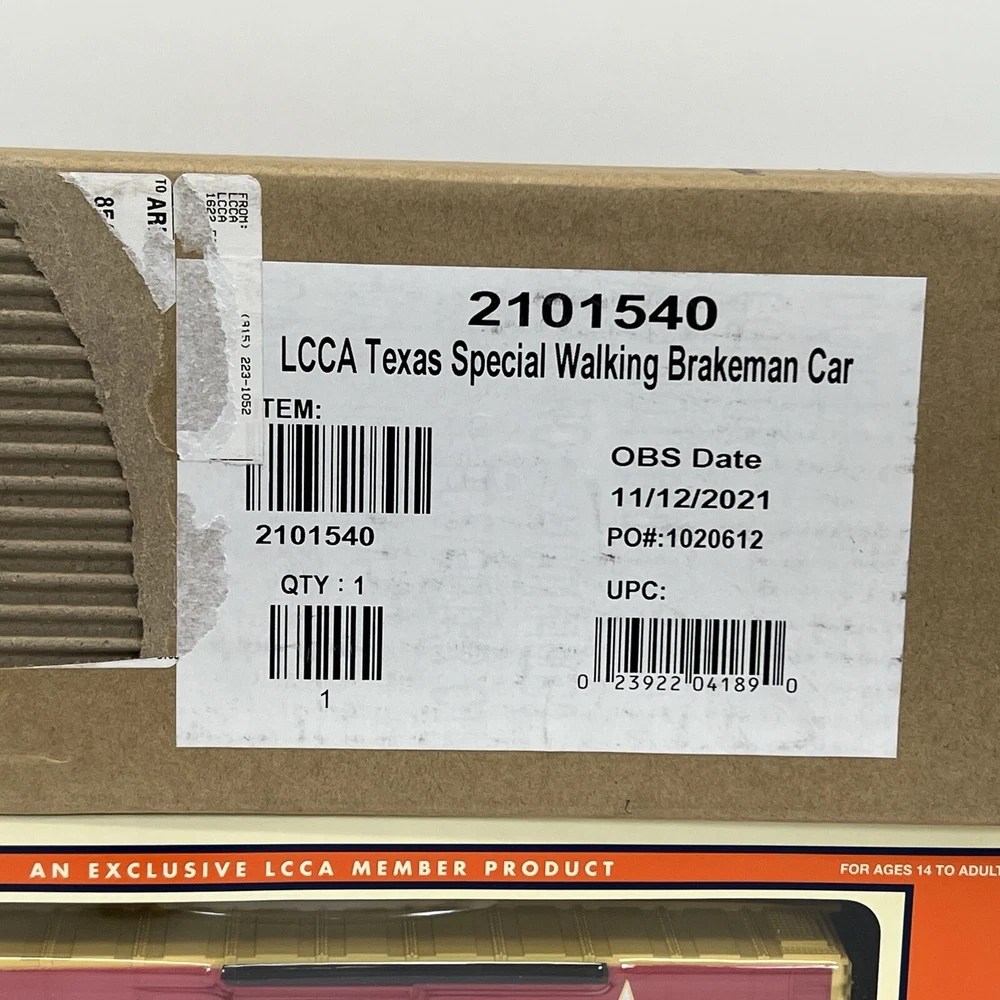 TO AR
85
FROM:
LCCA
LCCA
1622
(815) 223-1052
2101540
LCCA Texas Special Walking Brakeman Car
TEM:
2101540
OBS Date
11/12/2021
PO#:1020612
QTY : 1
1
UPC:
0 23922 04189 0
AN EXCLUSIVE LCCA MEMBER PRODUCT
FOR AGES 14 TO ADULT